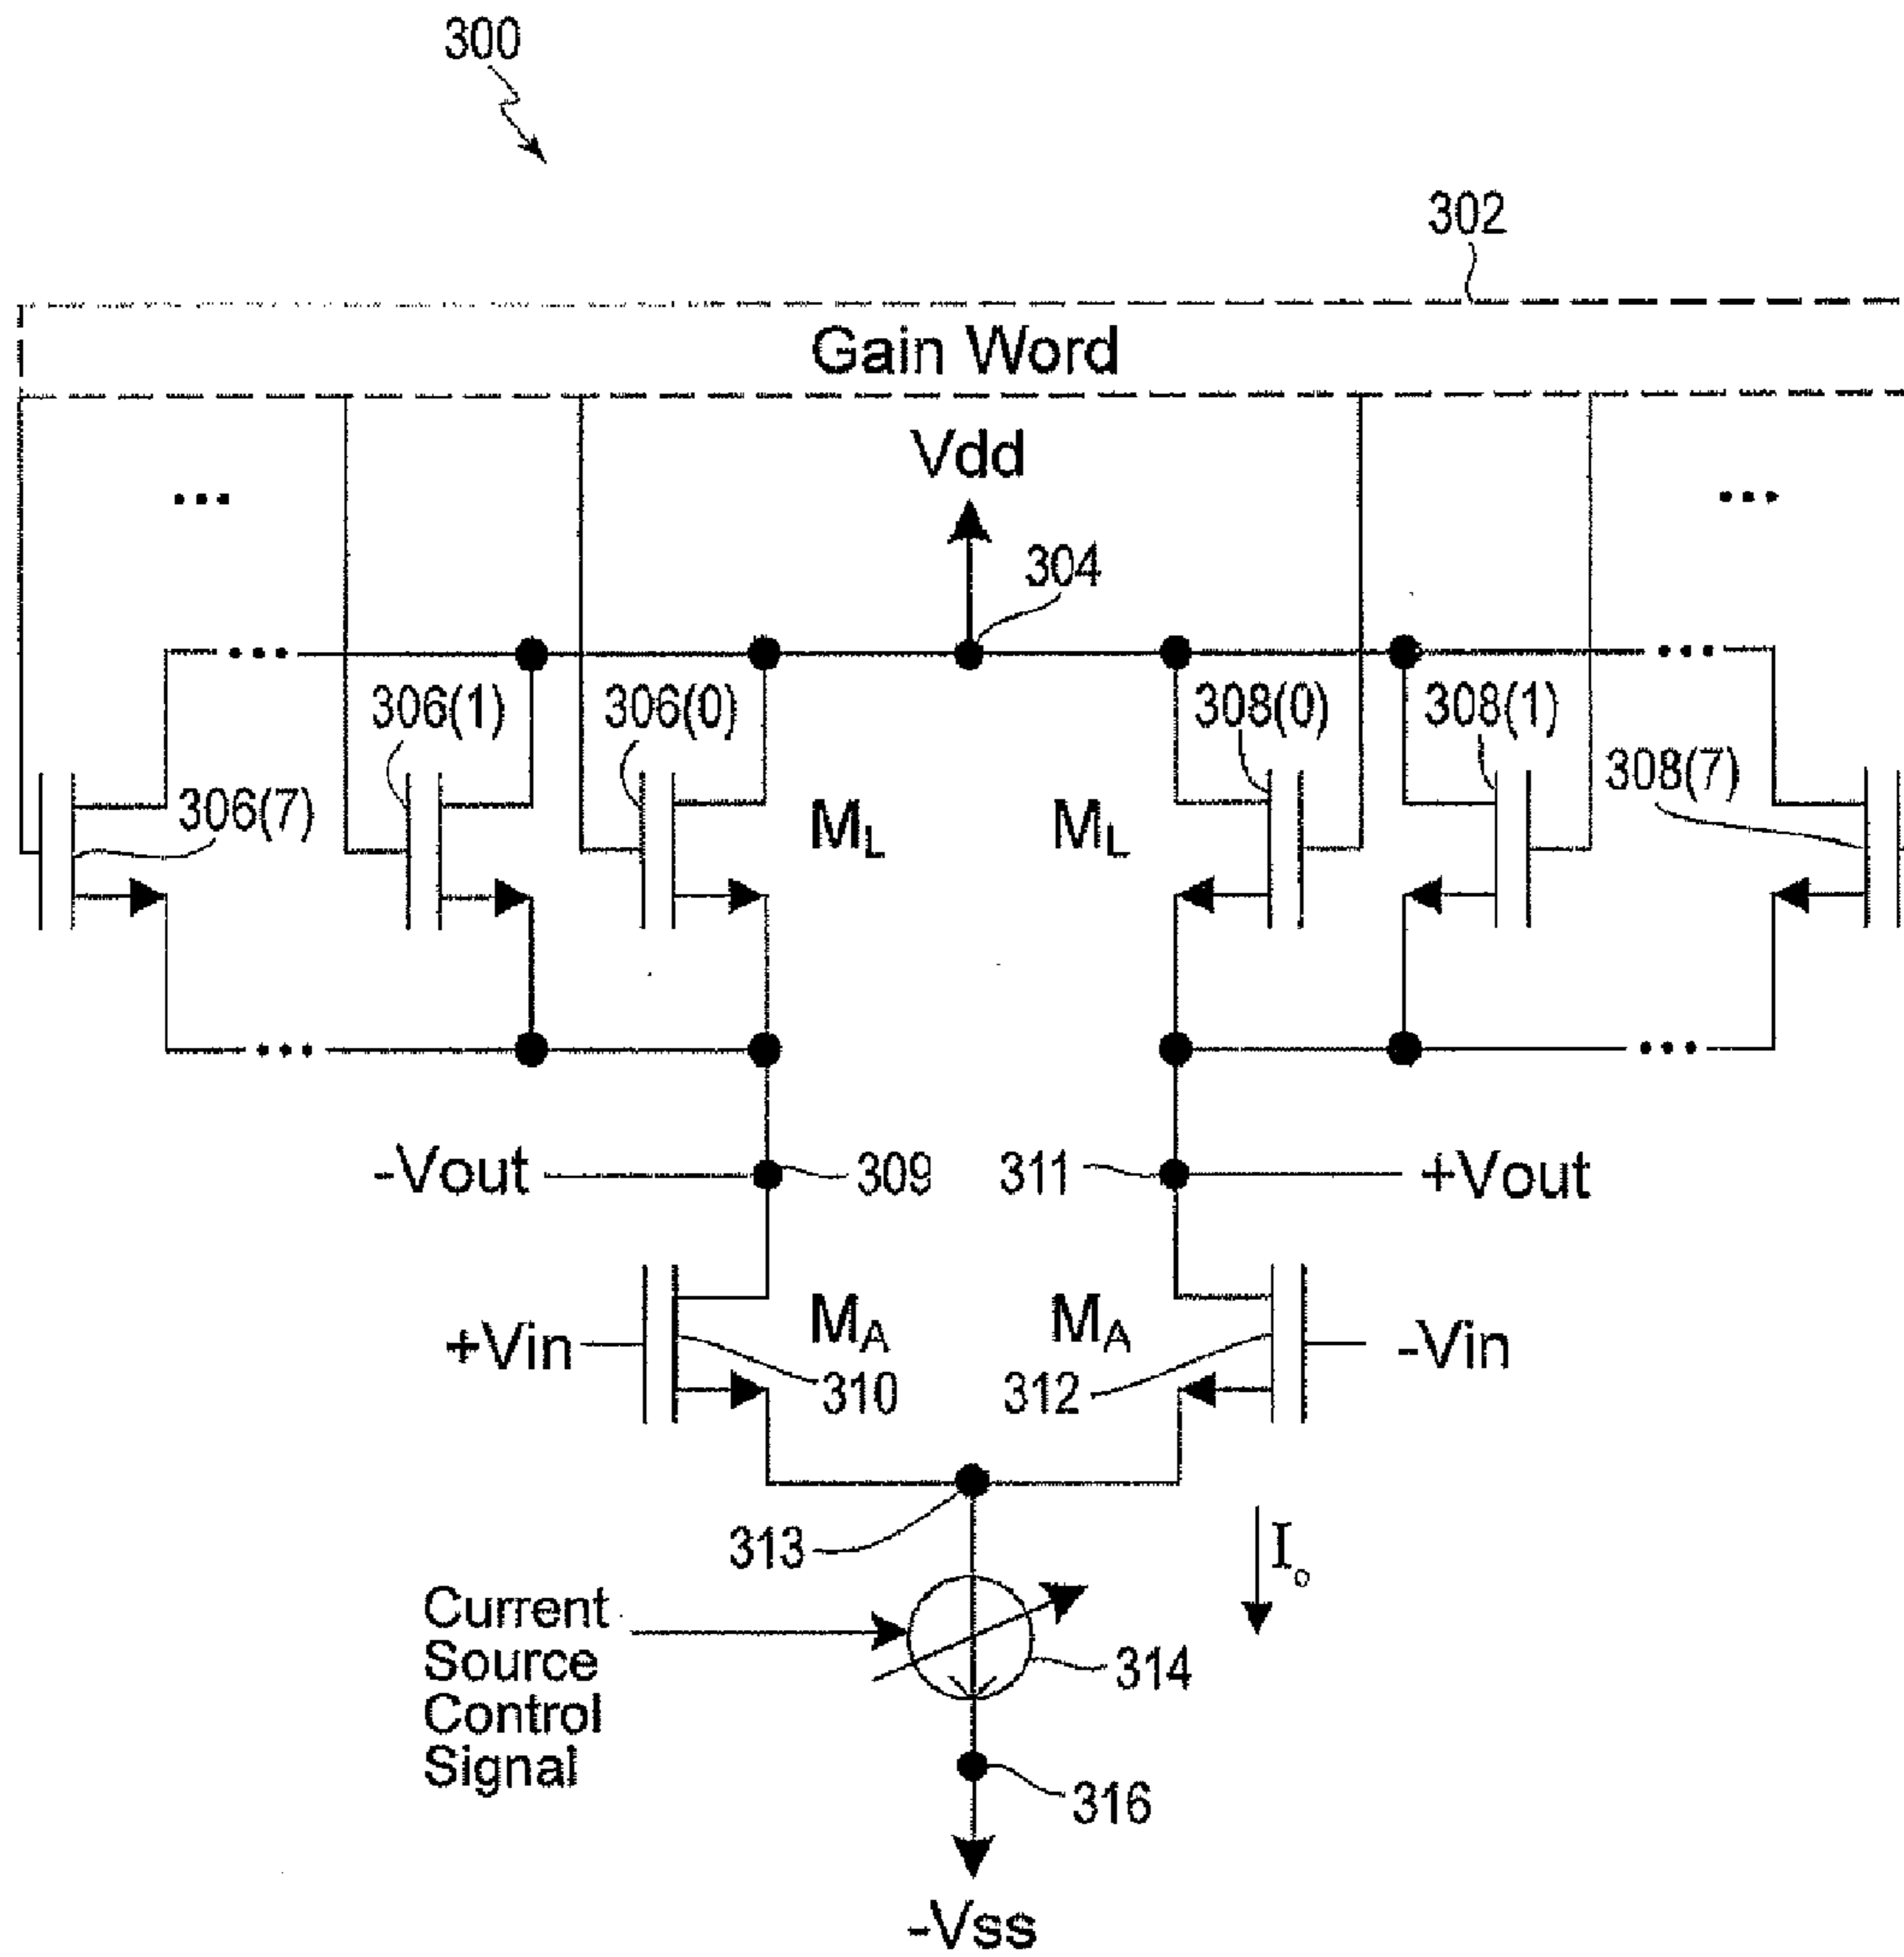 300
302
Gain Word
Vdd
304
306(1)
306(0)
308(0)
308(1)
308(7)
306(7)
ML
ML
-Vout
309
311
+Vout
+Vin
MA
MA
-Vin
310
312
313
Io
Current
Source
Control
Signal
314
316
-Vss